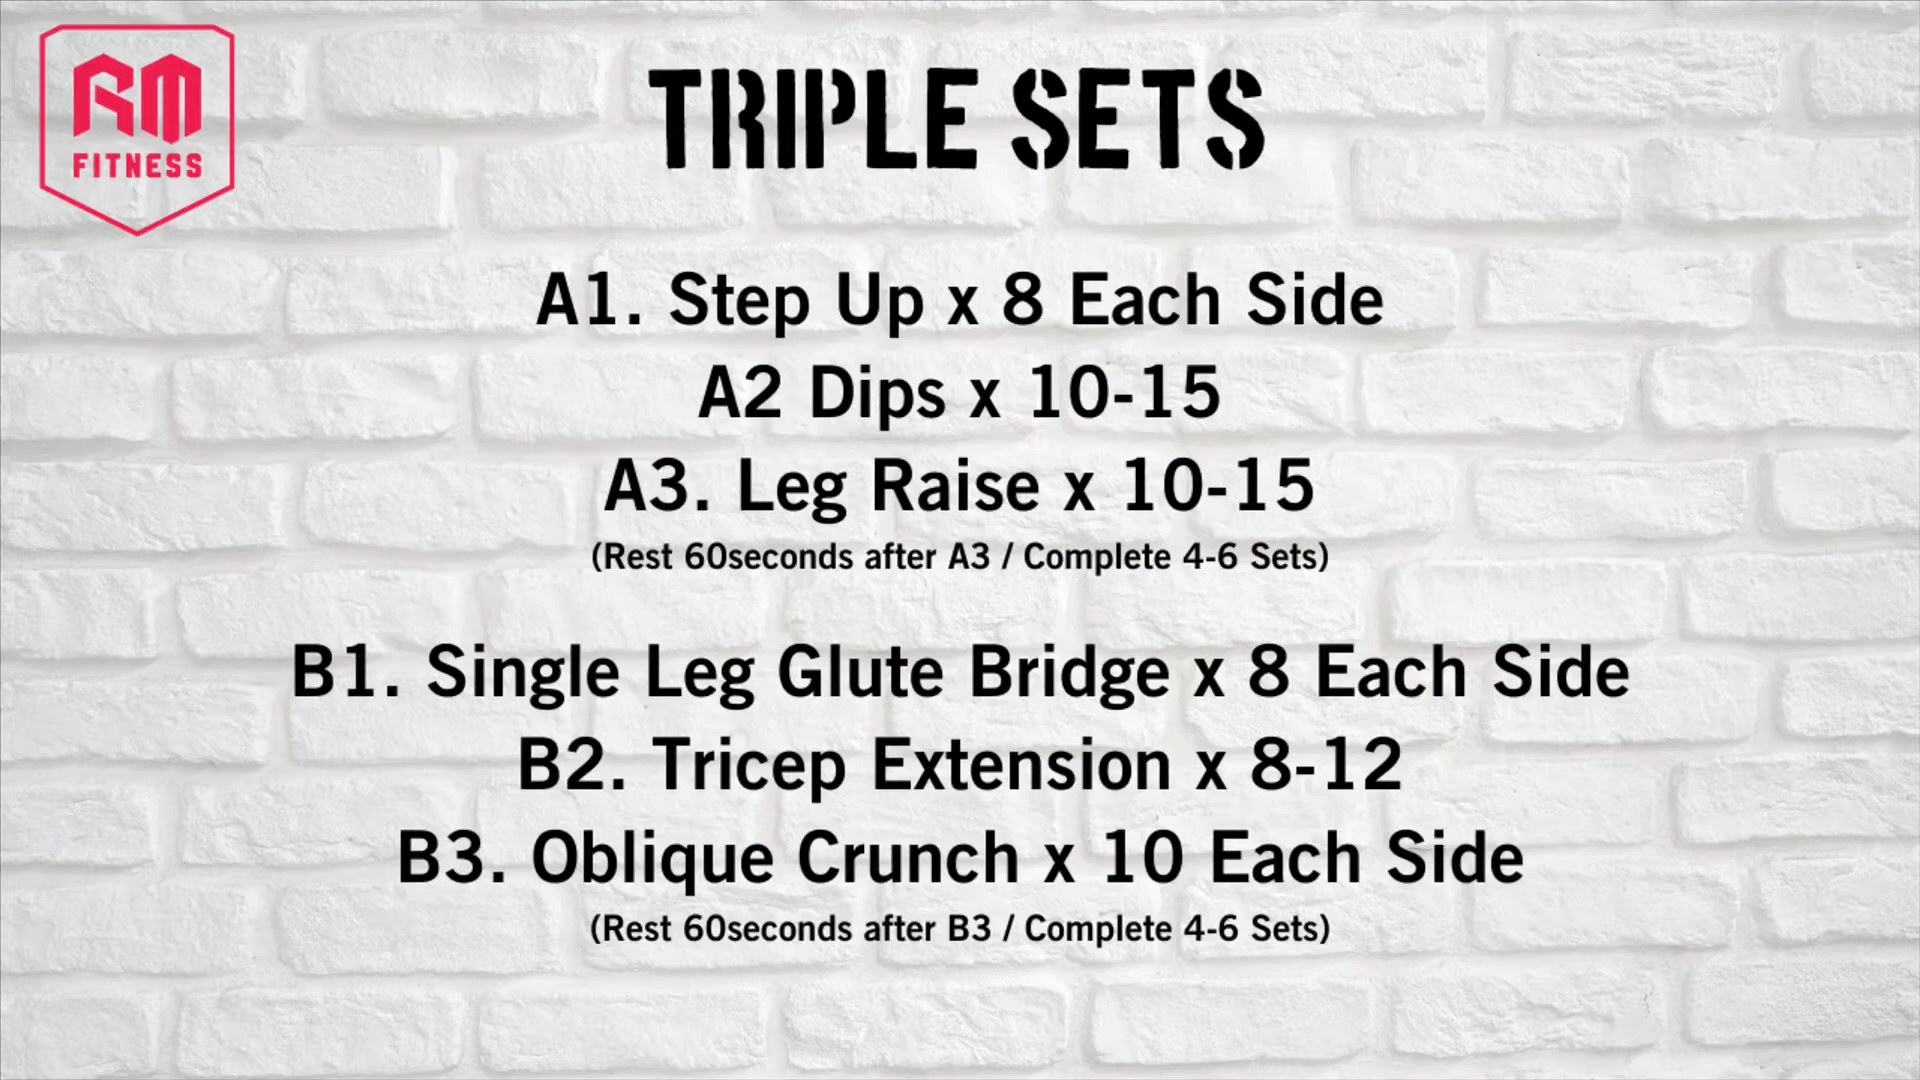 RM
FITNESS
TRIPLE SETS
A1. Step Up x 8 Each Side
A2 Dips x 10-15
A3. Leg Raise x 10-15
(Rest 60seconds after A3 / Complete 4-6 Sets)
B1. Single Leg Glute Bridge x 8 Each Side
B2. Tricep Extension x 8-12
B3. Oblique Crunch x 10 Each Side
(Rest 60seconds after B3 / Complete 4-6 Sets)